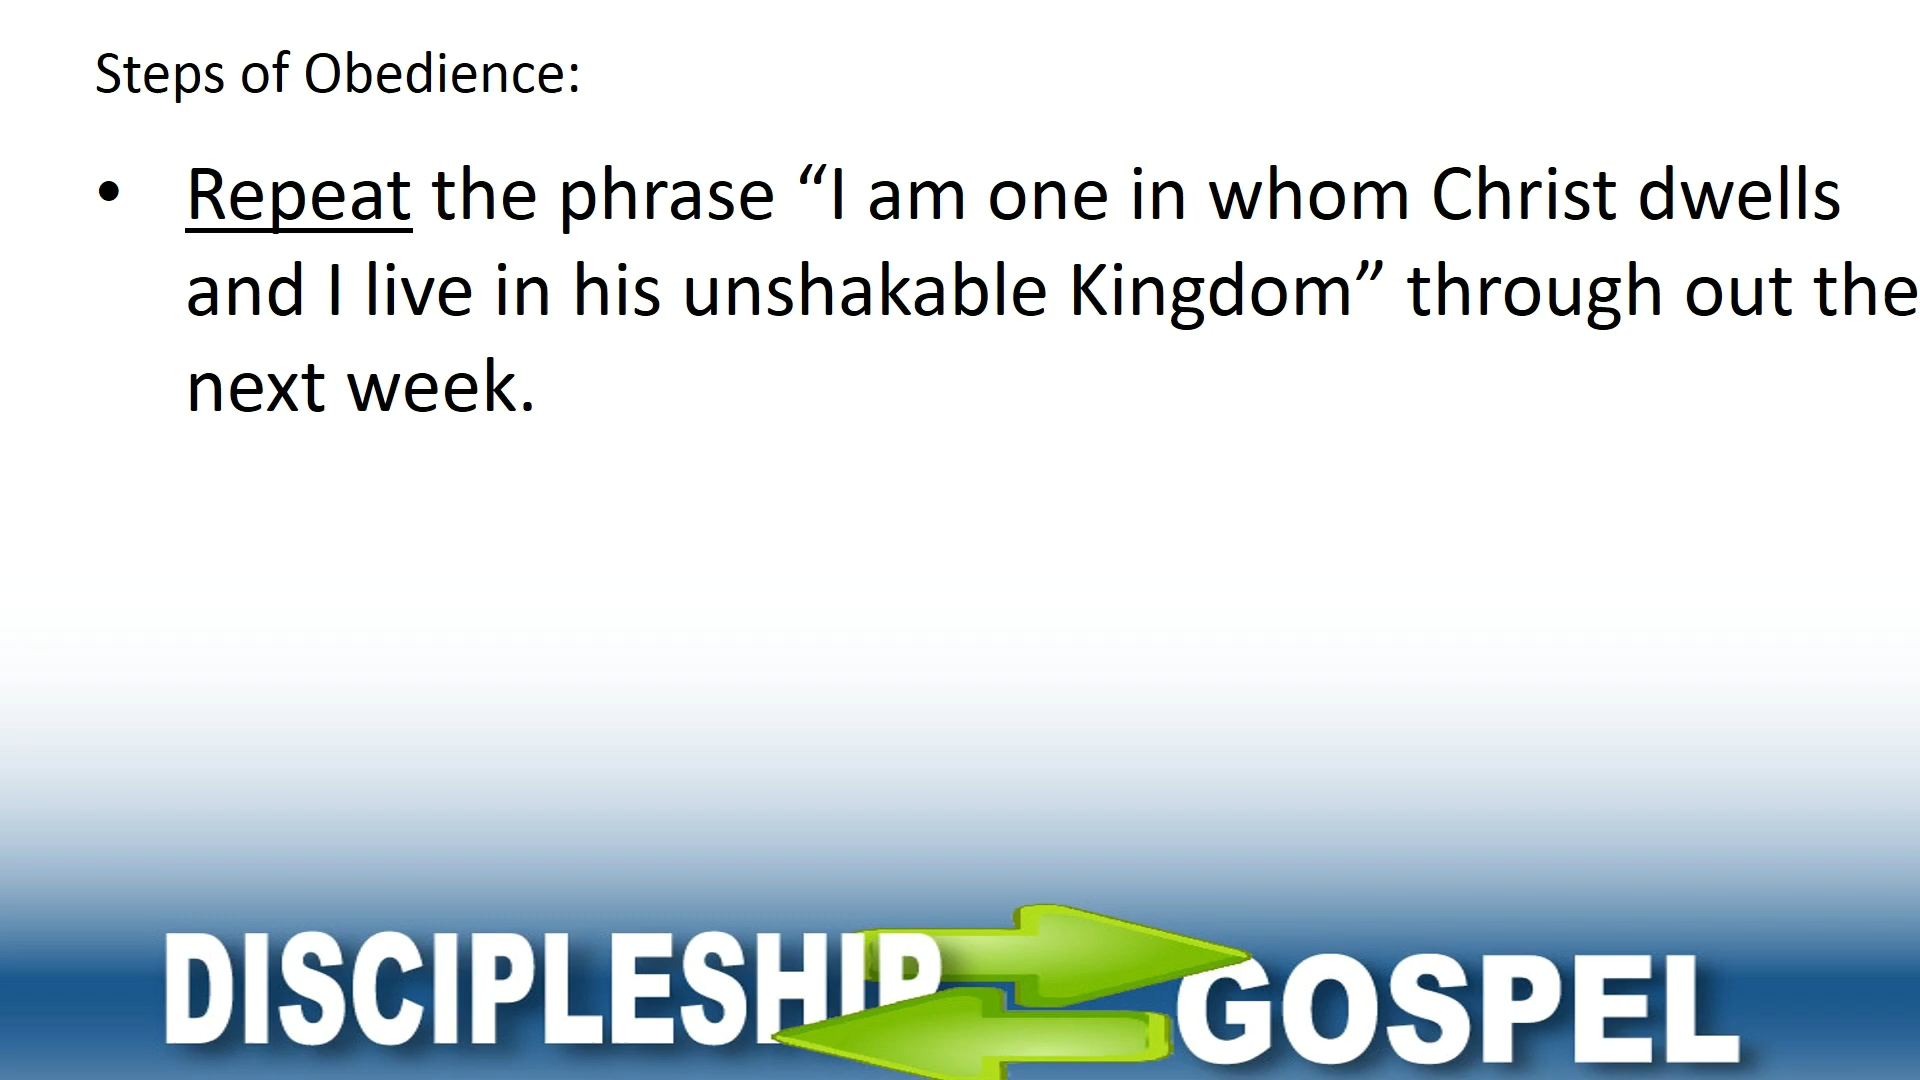 Steps of Obedience:
• Repeat the phrase “I am one in whom Christ dwells
and I live in his unshakable Kingdom” through out the
next week.
DISCIPLESHIP
GOSPEL